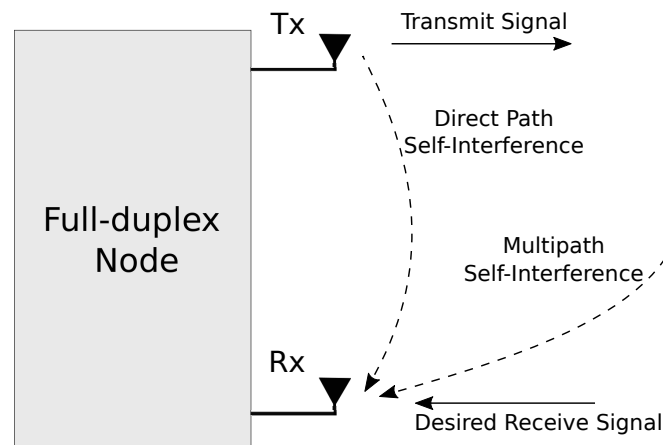 Tx
Transmit Signal
Direct Path
Self-Interference
Full-duplex
Node
Multipath
Self-Interference
Rx
Desired Receive Signal